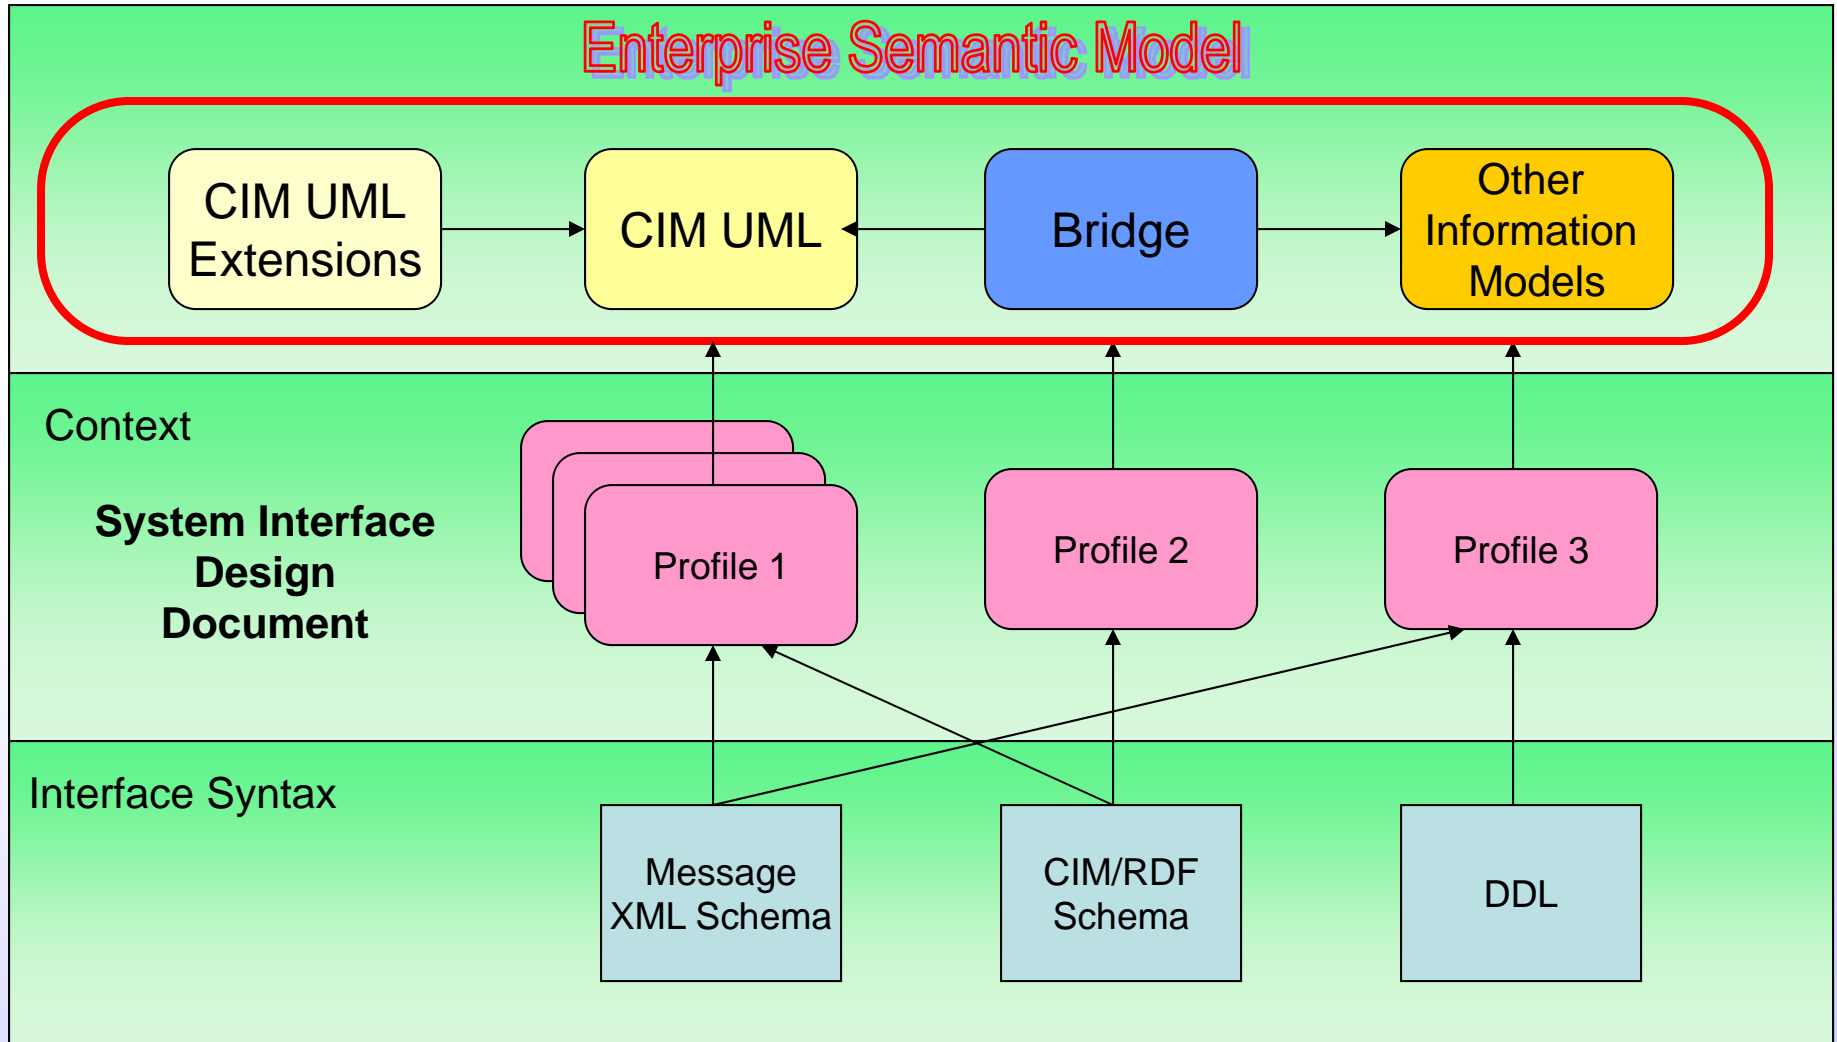 Enterprise Semantic Model
CIM UML
Extensions
CIM UML
Bridge
Other
Information
Models
Context
System Interface
Design
Document
Profile 1
Profile 2
Profile 3
Interface Syntax
Message
XML Schema
CIM/RDF
Schema
DDL